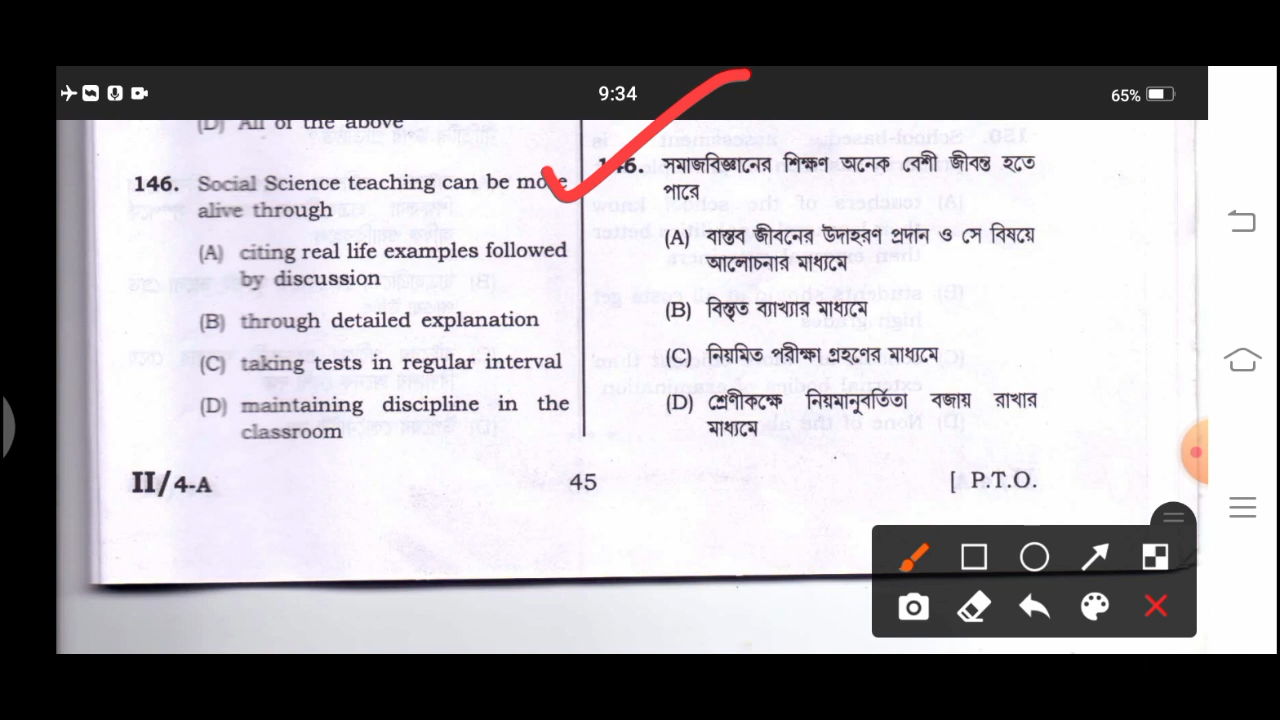 9:34
65%
(D) All of the above
146. Social Science teaching can be more
alive through
(A) citing real life examples followed
by discussion
(B) through detailed explanation
(C) taking tests in regular interval
(D) maintaining discipline in the
classroom
146. সমাজবিজ্ঞানের শিক্ষণ অনেক বেশী জীবন্ত হতে
পারে
(A) বাস্তব জীবনের উদাহরণ প্রদান ও সে বিষয়ে
আলোচনার মাধ্যমে
(B) বিস্তৃত ব্যাখ্যার মাধ্যমে
(C) নিয়মিত পরীক্ষা গ্রহণের মাধ্যমে
(D) শ্রেণীকক্ষে নিয়মানুবর্তিতা বজায় রাখার
মাধ্যমে
II/4-A
45
[ P.T.O.